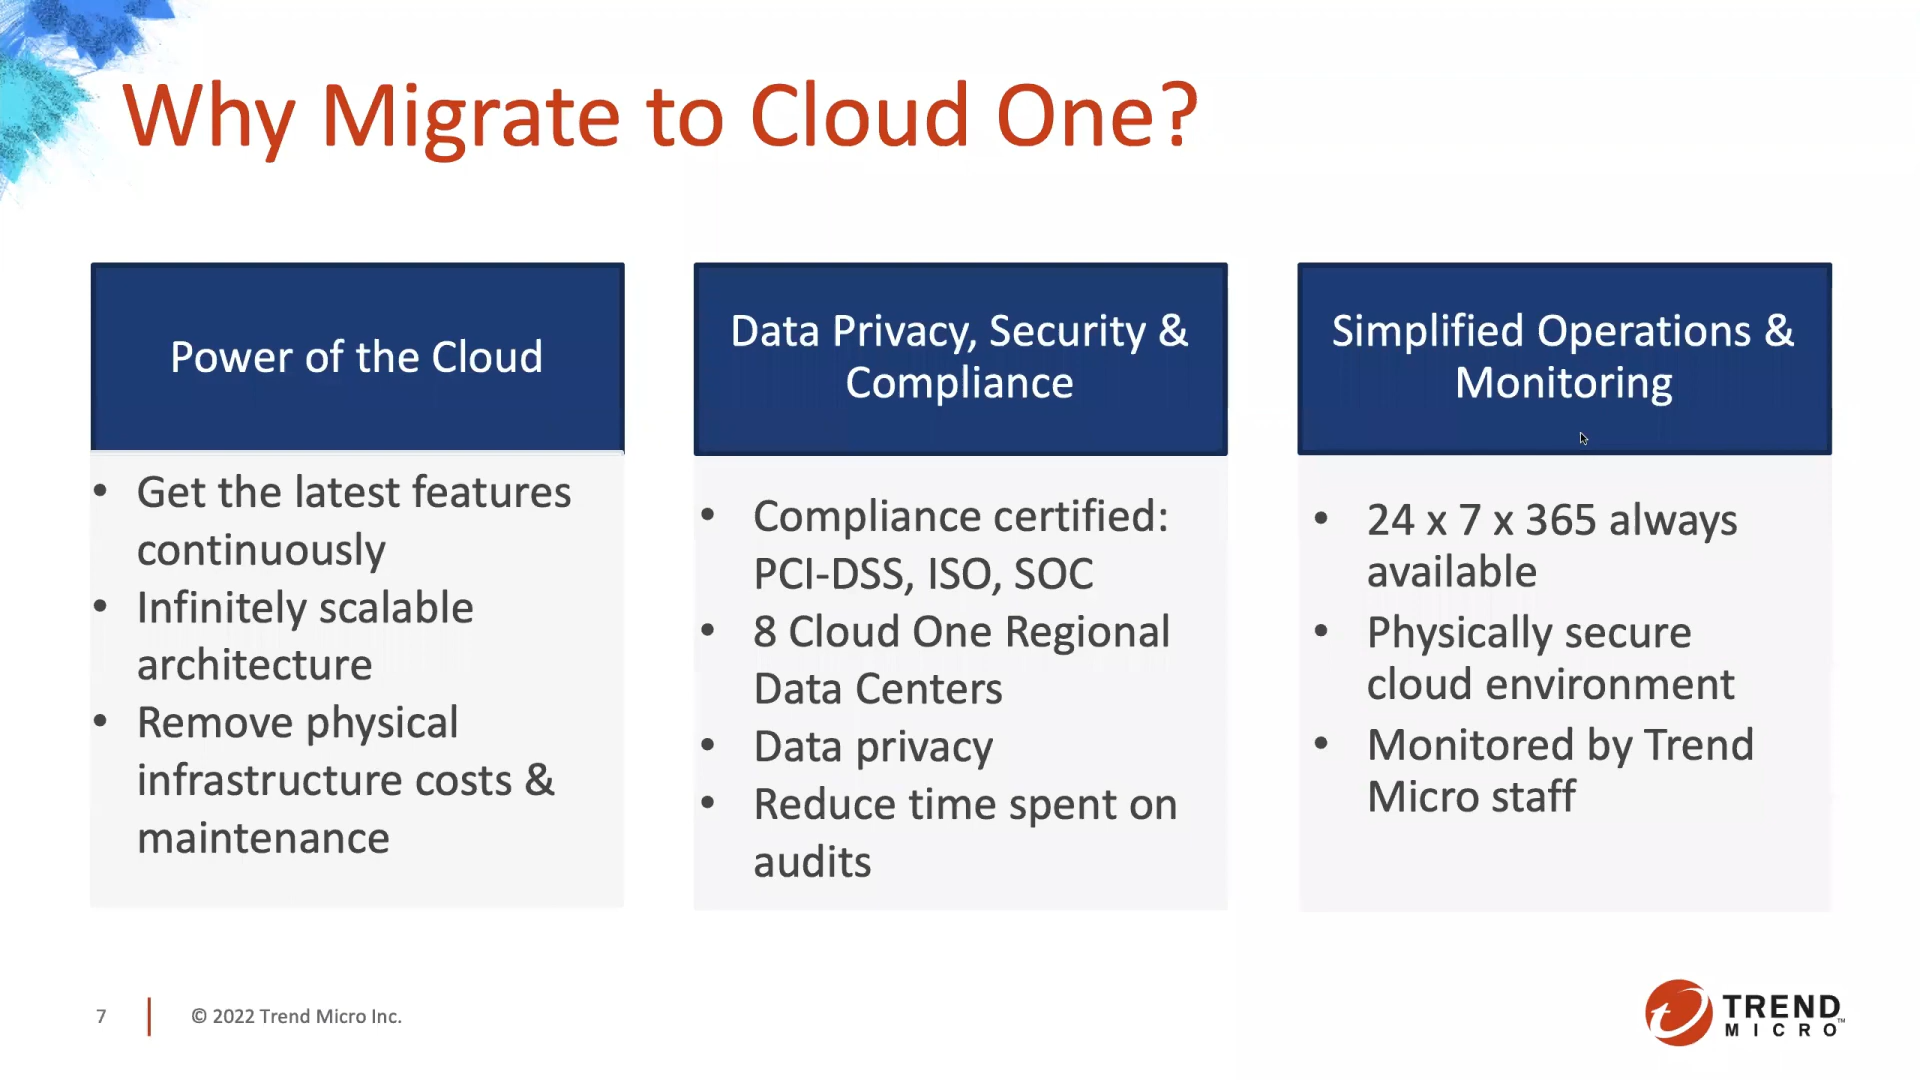 Why Migrate to Cloud One?
Power of the Cloud
• Get the latest features
continuously
• Infinitely scalable
architecture
• Remove physical
infrastructure costs &
maintenance
Data Privacy, Security &
Compliance
• Compliance certified:
PCI-DSS, ISO, SOC
• 8 Cloud One Regional
Data Centers
• Data privacy
• Reduce time spent on
audits
Simplified Operations &
Monitoring
• 24 x 7 x 365 always
available
• Physically secure
cloud environment
• Monitored by Trend
Micro staff
7
© 2022 Trend Micro Inc.
TREND
MICRO™